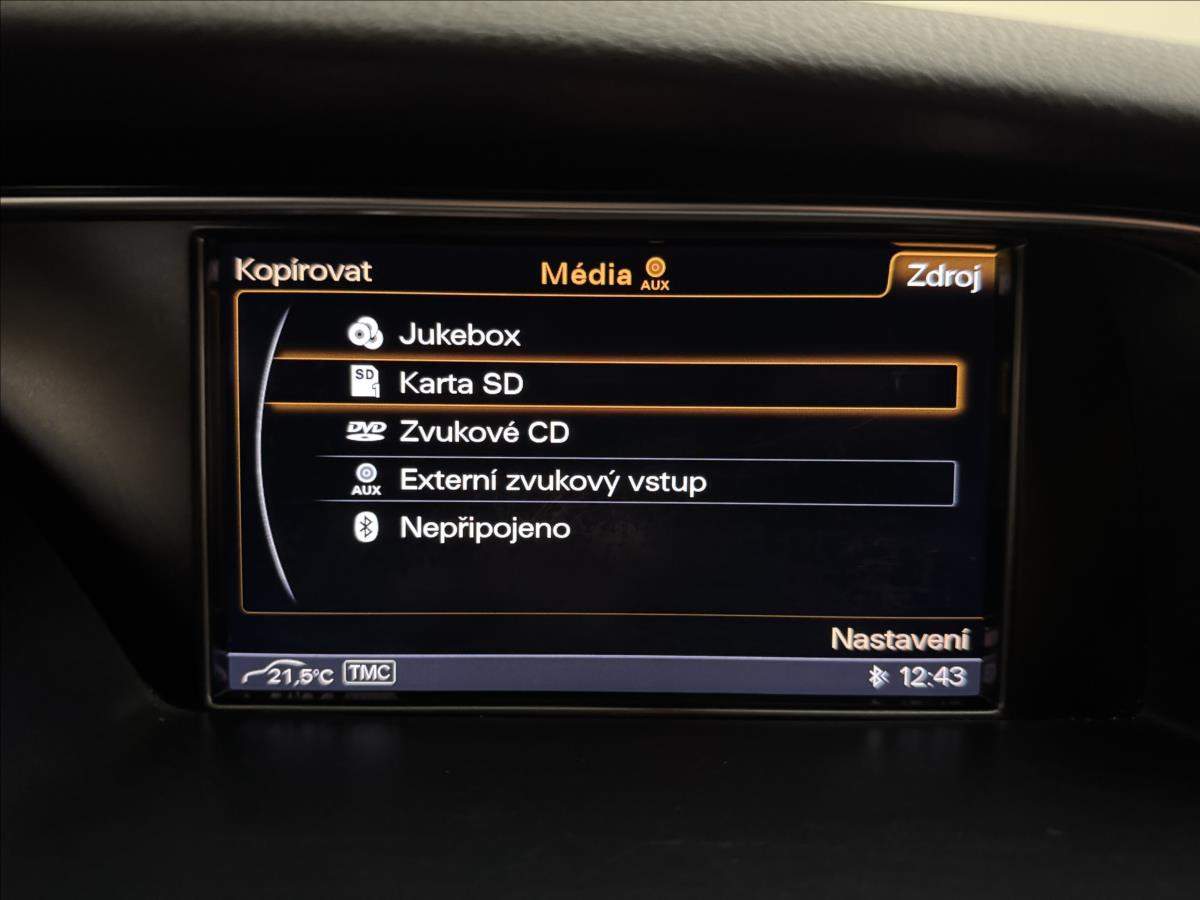 Kopírovat Média AUX Zdroj
Jukebox
SD 1 Karta SD
DVD Zvukové CD
AUX Externí zvukový vstup
Nepřipojeno
Nastavení
21,5°C TMC 12:43